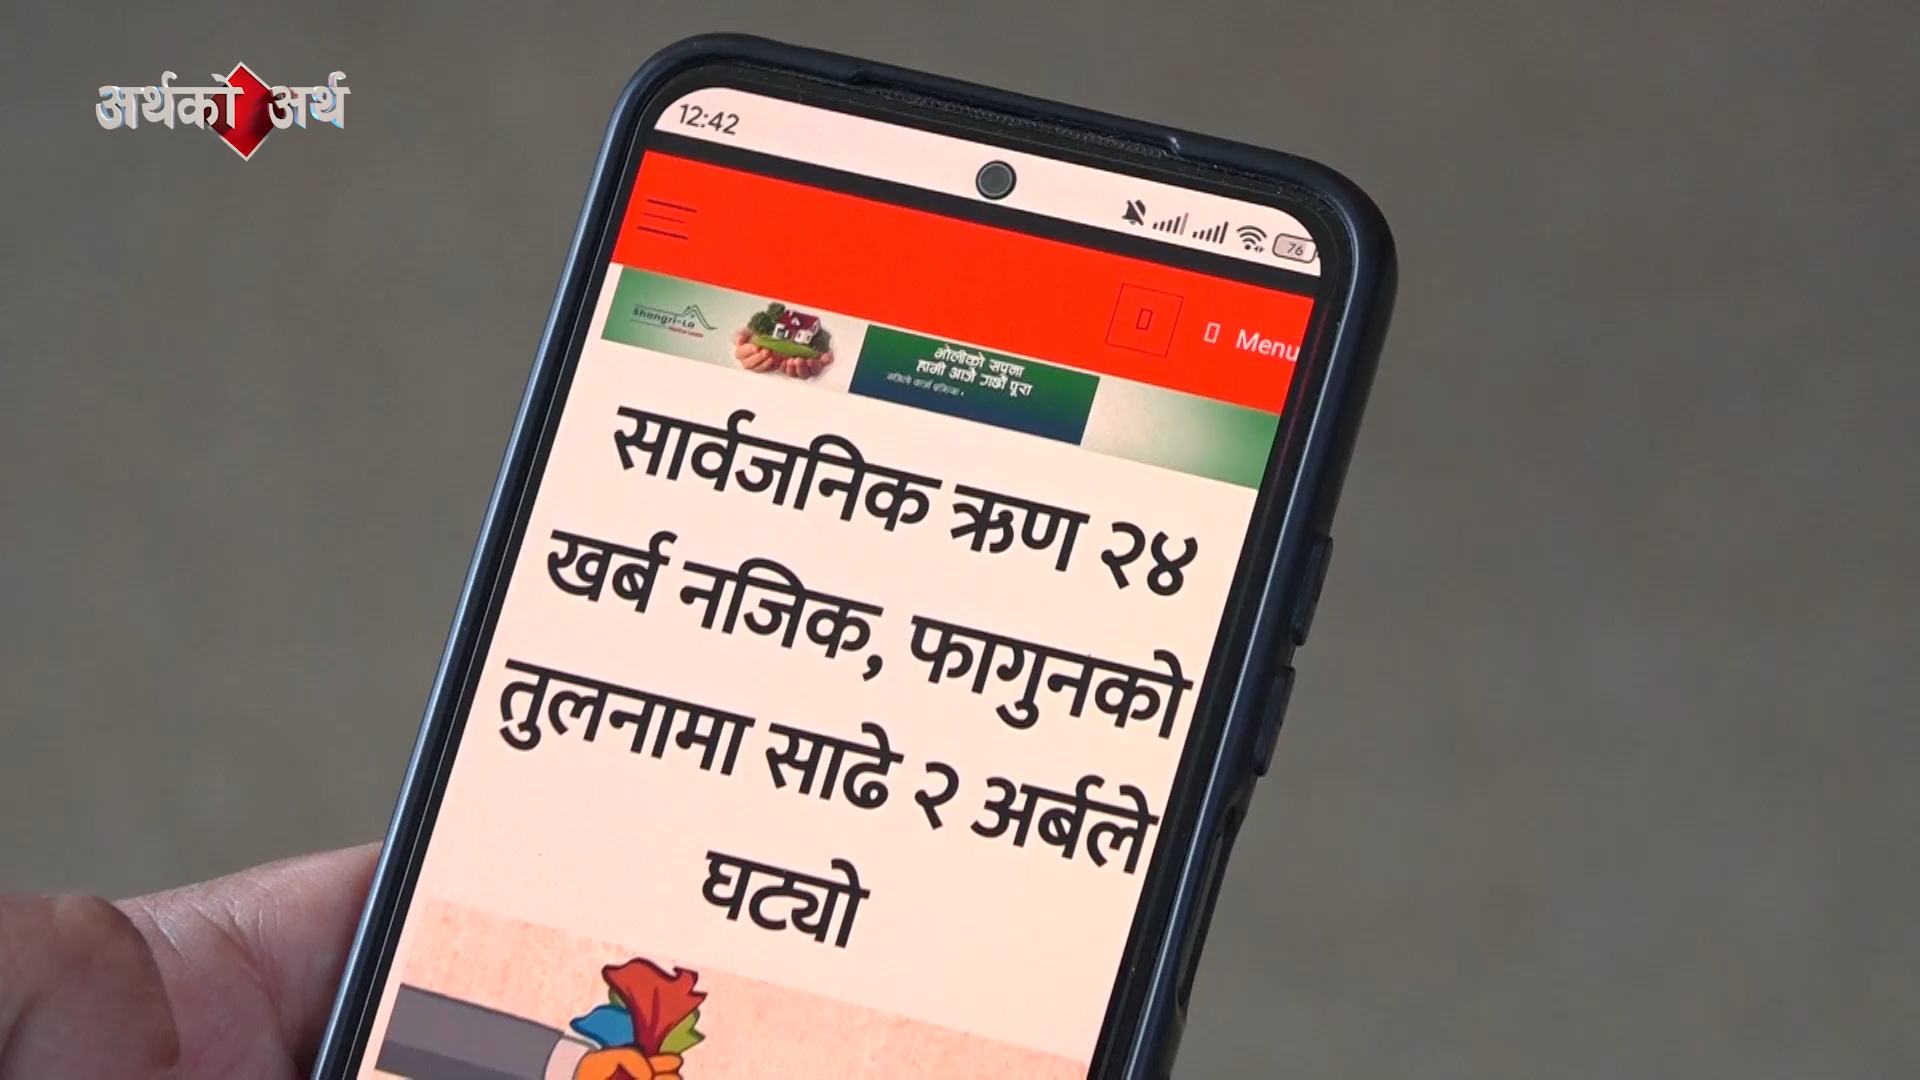 अर्थको अर्थ
12:42
76
Menu
Shangri-La
भोलीको सपना
हामी आजै गर्छौ पूरा
सार्वजनिक ऋण २४
खर्ब नजिक, फागुनको
तुलनामा साढे २ अर्बले
घट्यो